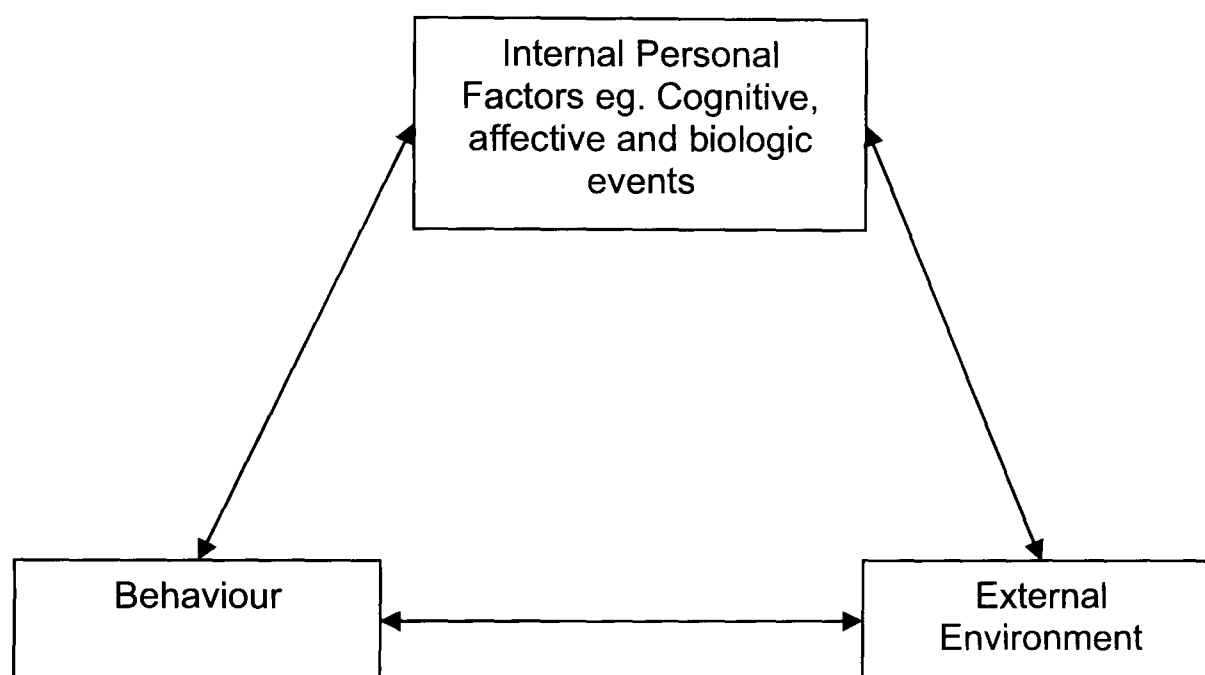 Internal Personal
Factors eg. Cognitive,
affective and biologic
events
Behaviour
External
Environment